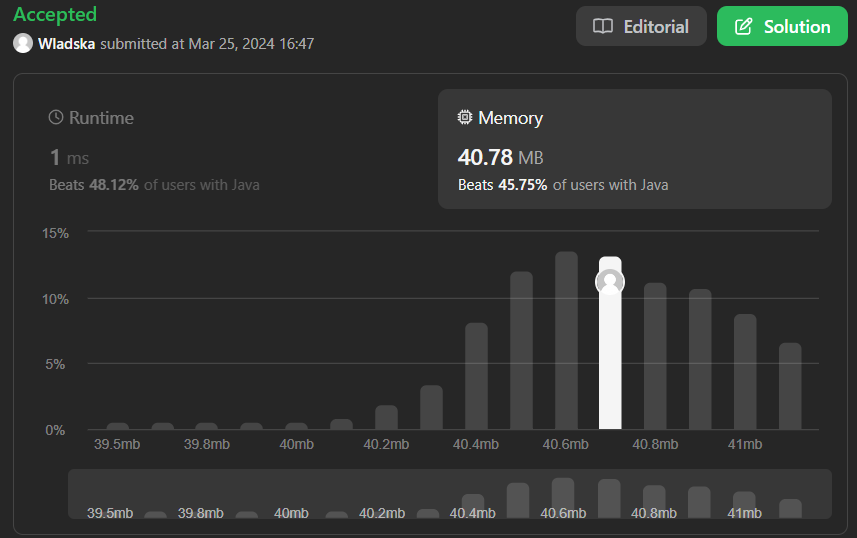 Accepted
Wladska submitted at Mar 25, 2024 16:47
Editorial
Solution
Runtime
1 ms
Beats 48.12% of users with Java
Memory
40.78 MB
Beats 45.75% of users with Java
15%
10%
5%
0%
39.5mb 39.8mb 40mb 40.2mb 40.4mb 40.6mb 40.8mb 41mb
39.5mb 39.8mb 40mb 40.2mb 40.4mb 40.6mb 40.8mb 41mb